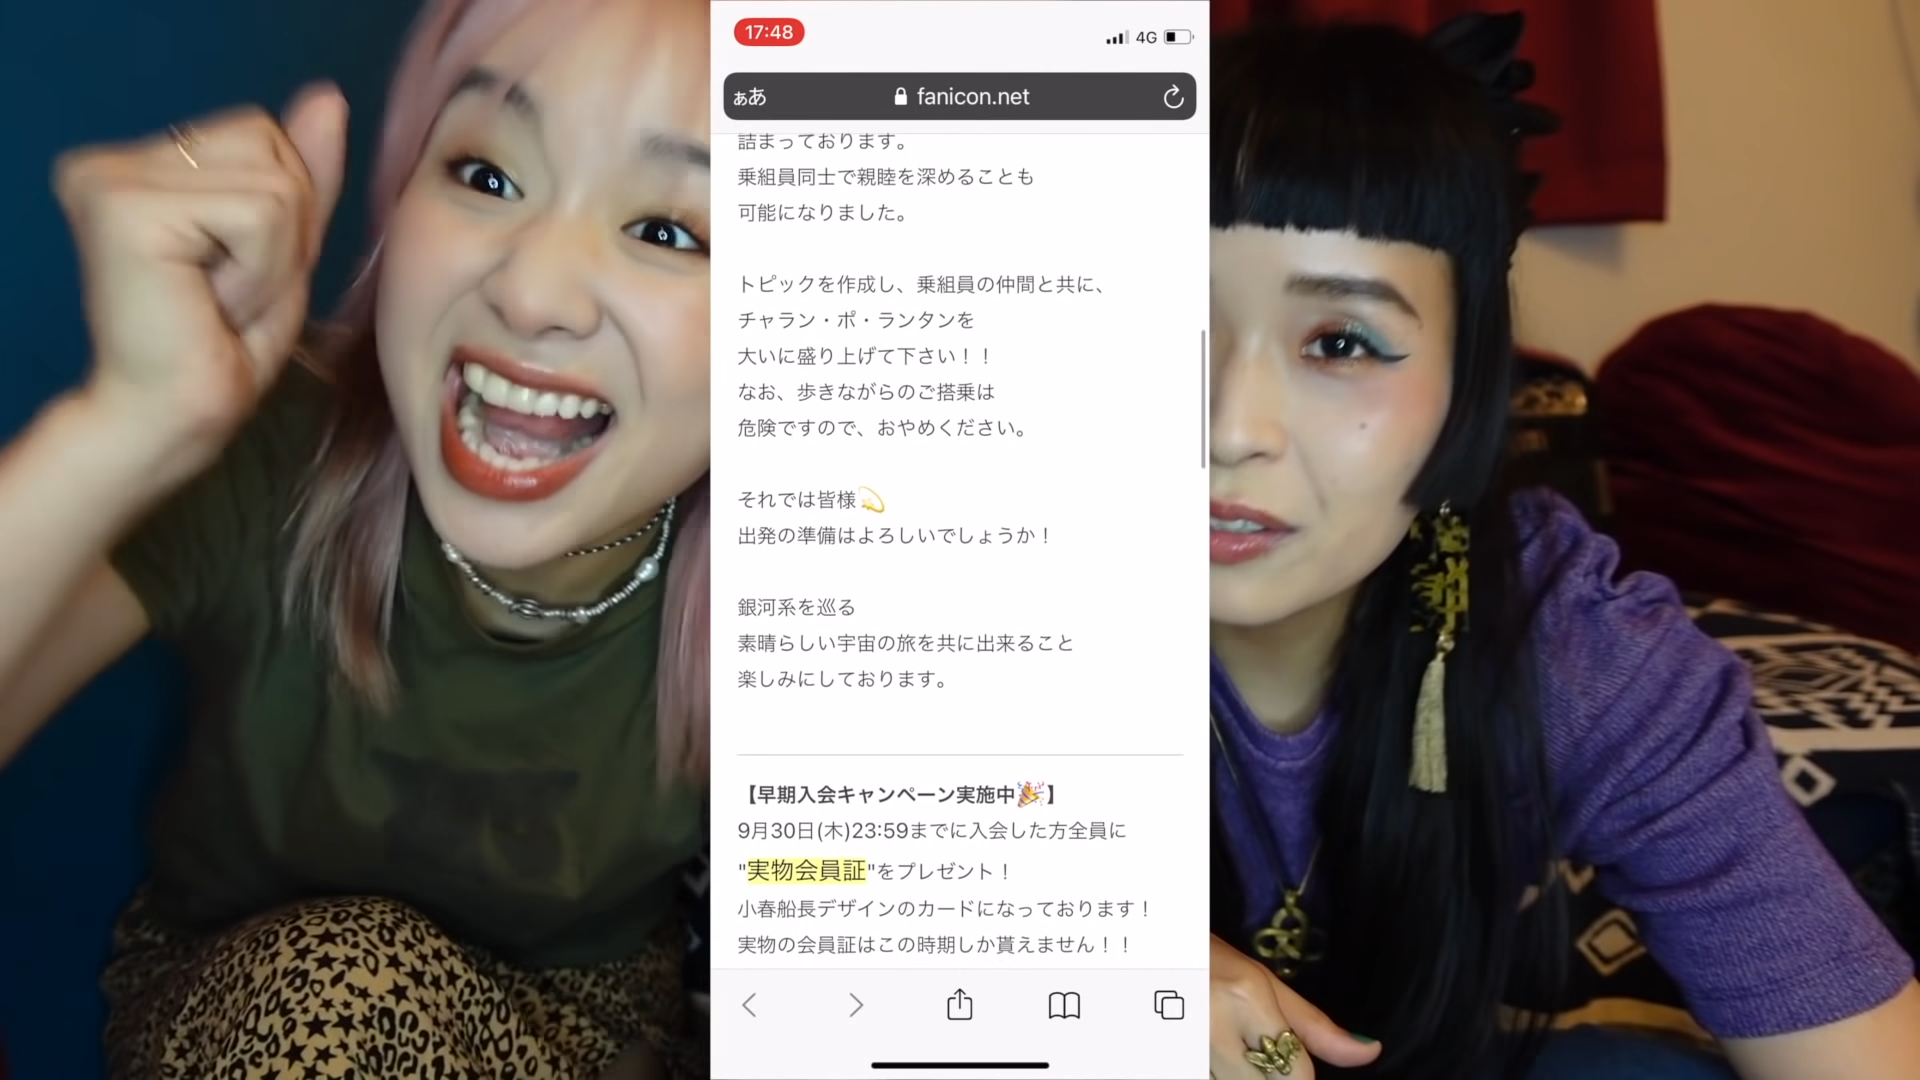 17:48
4G
ぁあ
fanicon.net
詰まっております。
乗組員同士で親睦を深めることも
可能になりました。
トピックを作成し、乗組員の仲間と共に、
チャラン・ポ・ランタンを
大いに盛り上げて下さい！！
なお、歩きながらのご搭乗は
危険ですので、おやめください。
それでは皆様💫
出発の準備はよろしいでしょうか！
銀河系を巡る
素晴らしい宇宙の旅を共に出来ること
楽しみにしております。
【早期入会キャンペーン実施中🎉】
9月30日(木)23:59までに入会した方全員に
"実物会員証"をプレゼント！
小春船長デザインのカードになっております！
実物の会員証はこの時期しか貰えません！！